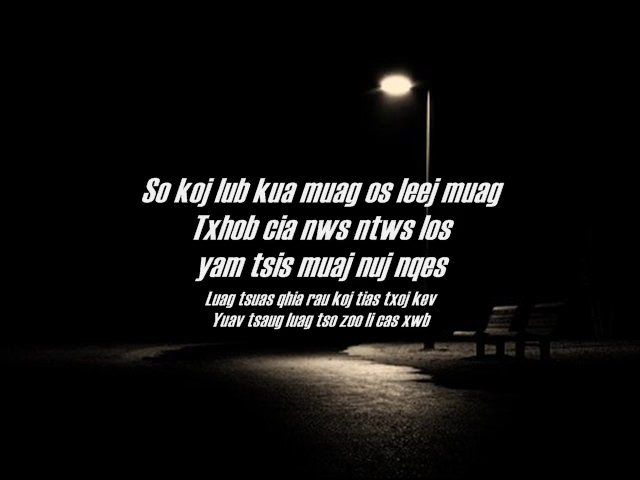 So koj lub kua muag os leej muag
Txhob cia nws ntws los
yam tsis muaj nuj nqes
Luag tsuas qhia rau koj tias txoj kev
Yuav tsaug luag tso zoo li cas xwb